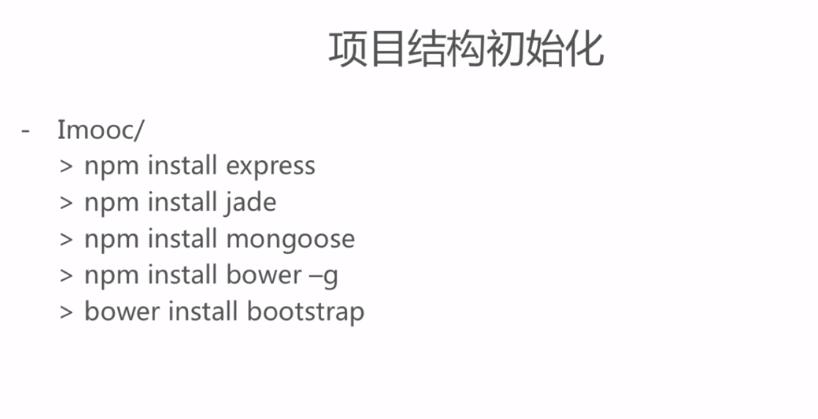 项目结构初始化
- Imooc/
> npm install express
> npm install jade
> npm install mongoose
> npm install bower –g
> bower install bootstrap